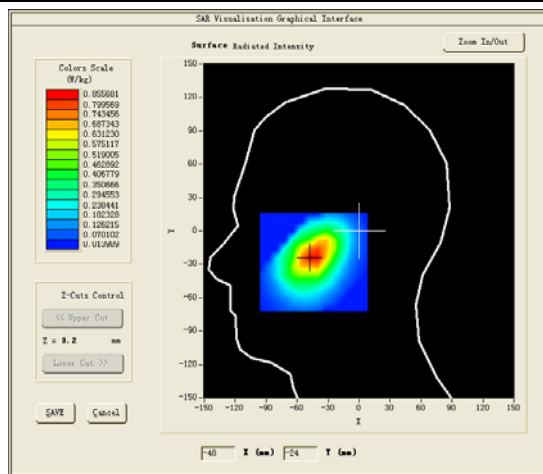 SAR Visualisation Graphical Interface
Surface Radiated Intensity
Zoom In/Out
Colors Scale
(W/kg)
0.855681
0.799569
0.743456
0.687343
0.631230
0.575117
0.519005
0.462892
0.406779
0.350666
0.294553
0.238441
0.182328
0.126215
0.070102
0.013989
150
120
90
60
30
0
-30
-60
-90
-120
-150
Y
-150 -120 -90 -60 -30 0 30 60 90 120 150
X
Z-Cuts Control
<< Upper Cut
Z = 0.2 mm
Lower Cut >>
SAVE Cancel
-48 X (mm) -24 Y (mm)